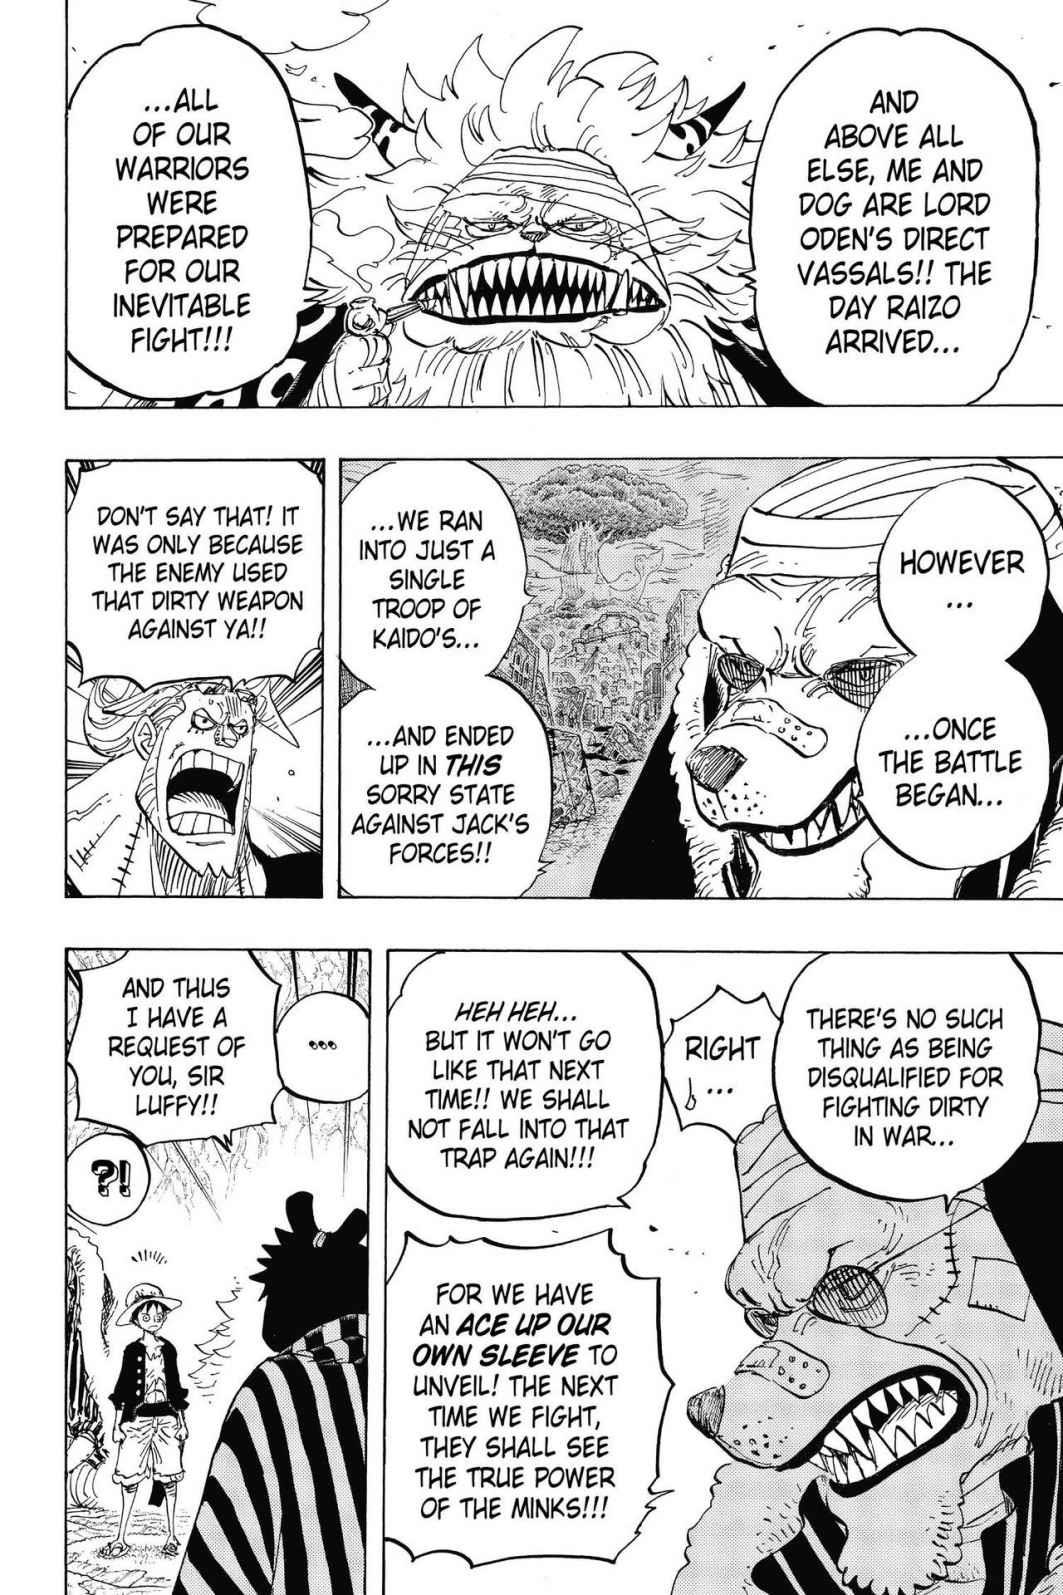 AND
ABOVE ALL
ELSE, ME AND
DOG ARE LORD
ODEN'S DIRECT
VASSALS!! THE
DAY RAIZO
ARRIVED...
...ALL
OF OUR
WARRIORS
WERE
PREPARED
FOR OUR
INEVITABLE
FIGHT!!!
HOWEVER
...
...ONCE
THE BATTLE
BEGAN...
...WE RAN
INTO JUST A
SINGLE
TROOP OF
KAIDO'S...
...AND ENDED
UP IN THIS
SORRY STATE
AGAINST JACK'S
FORCES!!
DON'T SAY THAT! IT
WAS ONLY BECAUSE
THE ENEMY USED
THAT DIRTY WEAPON
AGAINST YA!!
THERE'S NO SUCH
THING AS BEING
DISQUALIFIED FOR
FIGHTING DIRTY
IN WAR...
RIGHT
...
HEH HEH...
BUT IT WON'T GO
LIKE THAT NEXT
TIME!! WE SHALL
NOT FALL INTO THAT
TRAP AGAIN!!!
FOR WE HAVE
AN ACE UP OUR
OWN SLEEVE TO
UNVEIL! THE NEXT
TIME WE FIGHT,
THEY SHALL SEE
THE TRUE POWER
OF THE MINKS!!!
...
AND THUS
I HAVE A
REQUEST OF
YOU, SIR
LUFFY!!
?!